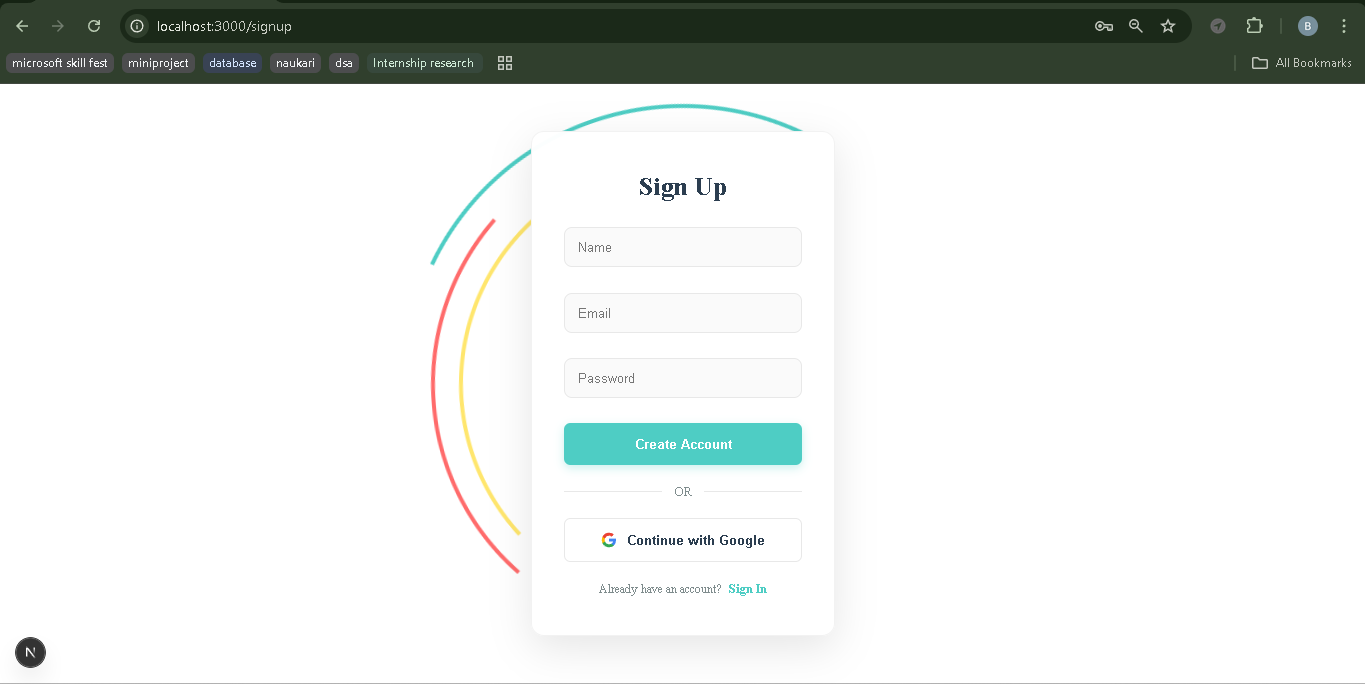 localhost:3000/signup
B
microsoft skill fest
miniproject
database
naukari
dsa
Internship research
All Bookmarks
Sign Up
Name
Email
Password
Create Account
OR
Continue with Google
Already have an account? Sign In
N